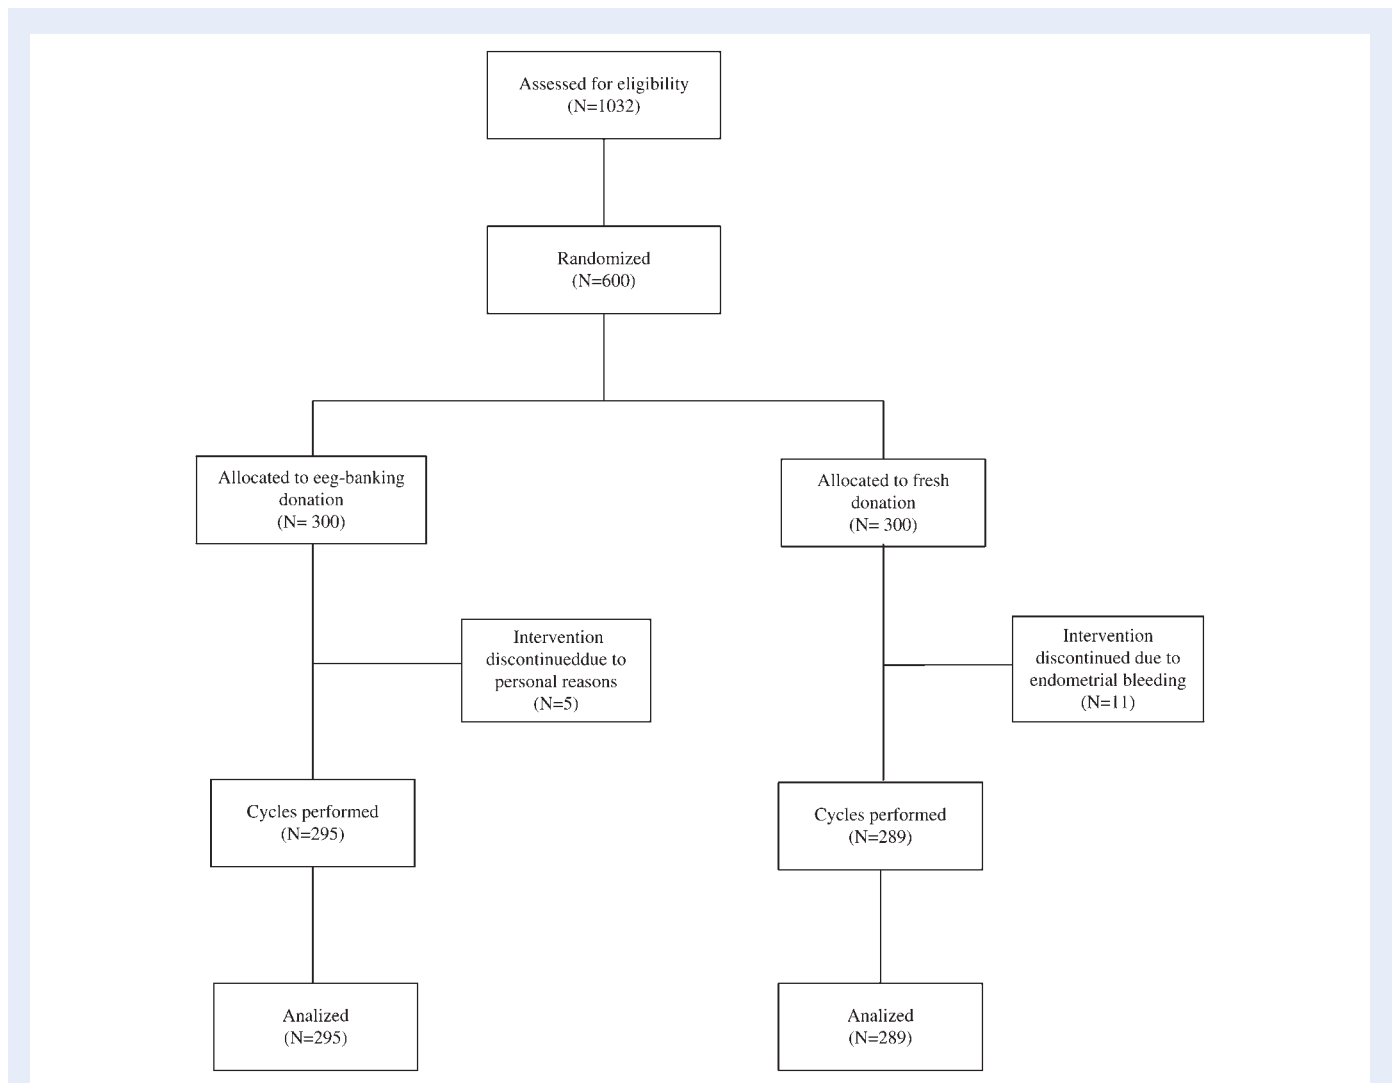 Assessed for eligibility
(N=1032)
Randomized
(N=600)
Allocated to eeg-banking
donation
(N= 300)
Allocated to fresh
donation
(N= 300)
Intervention
discontinueddue to
personal reasons
(N=5)
Intervention
discontinued due to
endometrial bleeding
(N=11)
Cycles performed
(N=295)
Cycles performed
(N=289)
Analized
(N=295)
Analized
(N=289)